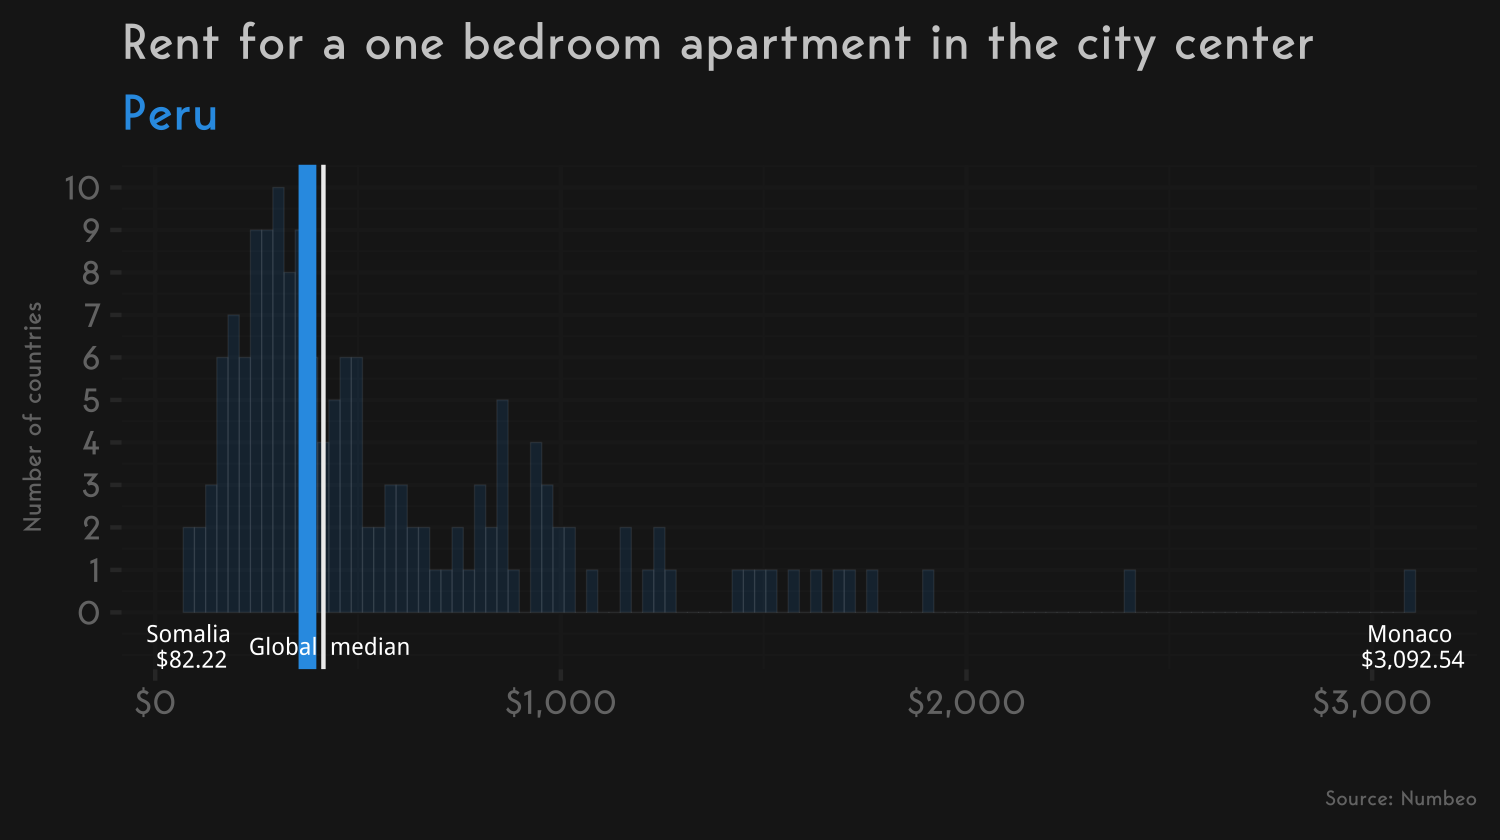 Rent for a one bedroom apartment in the city center
Peru
Number of countries
10
9
8
7
6
5
4
3
2
1
0
Somalia
$82.22
Global median
Monaco
$3,092.54
$0
$1,000
$2,000
$3,000
Source: Numbeo